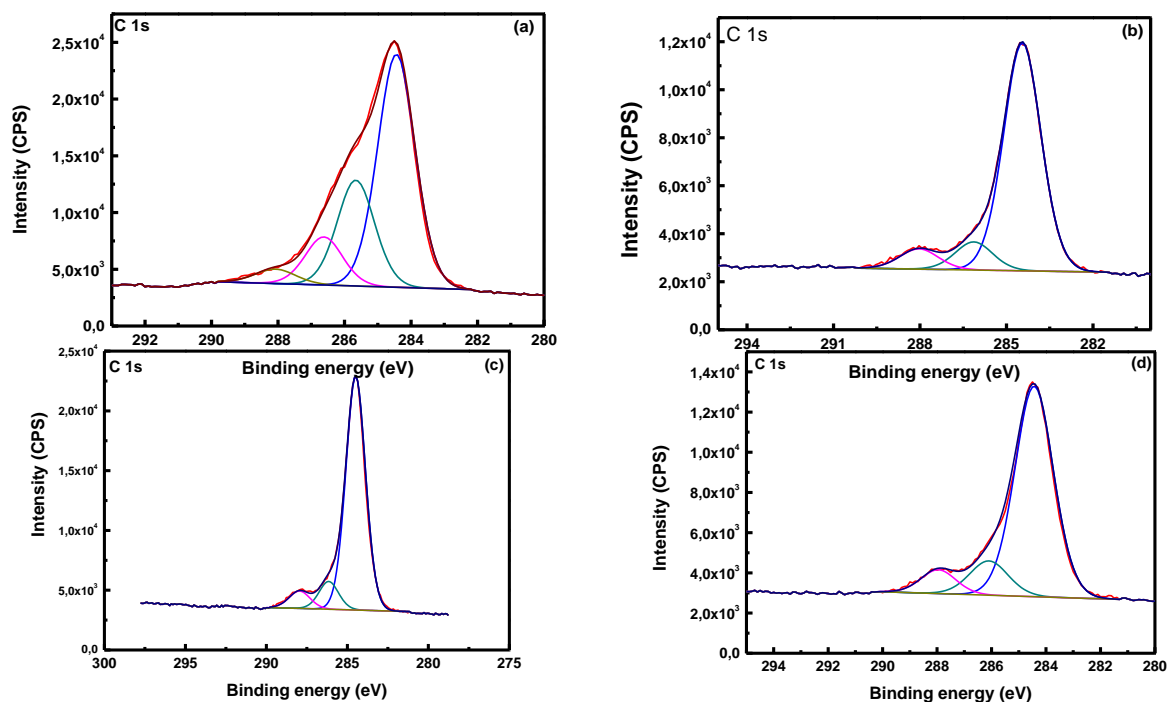 C 1s
(a)
2,5x10⁴
2,0x10⁴
1,5x10⁴
1,0x10⁴
5,0x10³
0,0
Intensity (CPS)
292 290 288 286 284 282 280
Binding energy (eV)
C 1s
(b)
1,2x10⁴
1,0x10⁴
8,0x10³
6,0x10³
4,0x10³
2,0x10³
0,0
Intensity (CPS)
294 291 288 285 282
Binding energy (eV)
C 1s
(c)
2,5x10⁴
2,0x10⁴
1,5x10⁴
1,0x10⁴
5,0x10³
0,0
Intensity (CPS)
300 295 290 285 280 275
Binding energy (eV)
C 1s
(d)
1,4x10⁴
1,2x10⁴
1,0x10⁴
8,0x10³
6,0x10³
4,0x10³
2,0x10³
0,0
Intensity (CPS)
295 294 292 290 288 286 284 282 280
Binding energy (eV)